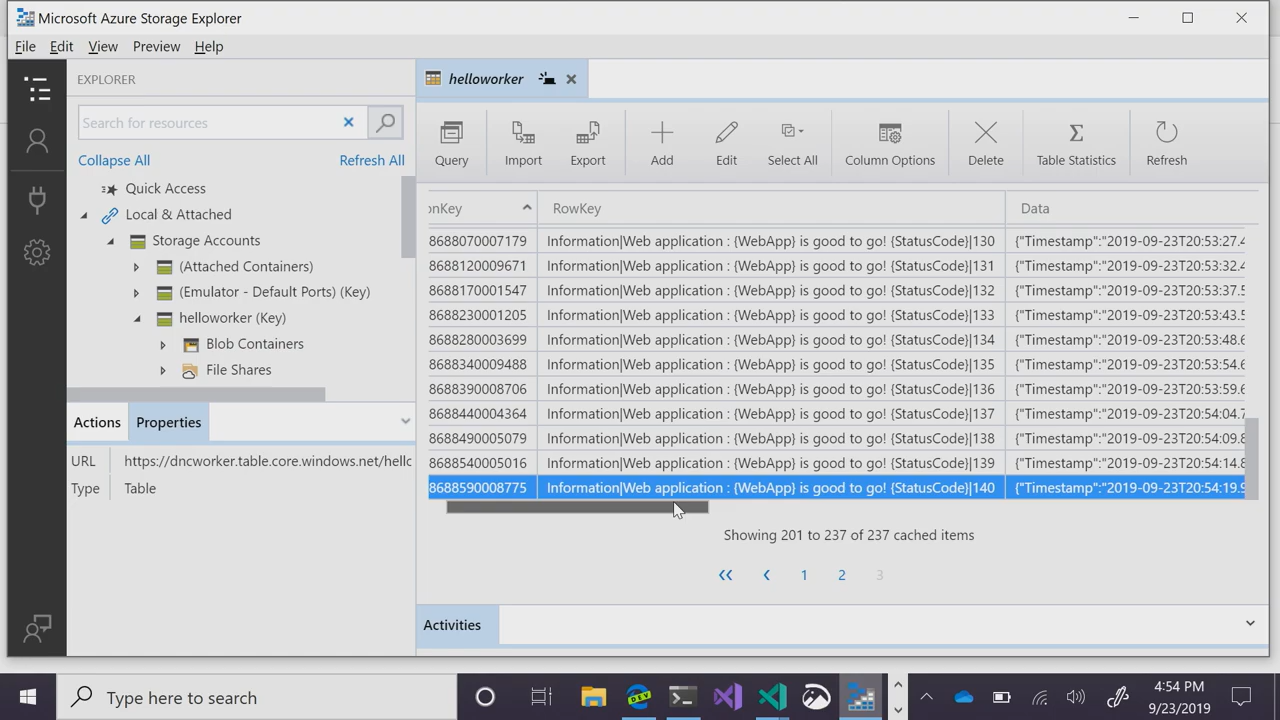 Microsoft Azure Storage Explorer
File Edit View Preview Help
EXPLORER
Search for resources
Collapse All Refresh All
Quick Access
Local & Attached
Storage Accounts
(Attached Containers)
(Emulator - Default Ports) (Key)
helloworker (Key)
Blob Containers
File Shares
Actions Properties
URL https://dncworker.table.core.windows.net/hellc
Type Table
helloworker
Query Import Export Add Edit Select All Column Options Delete Table Statistics Refresh
onKey RowKey Data
8688070007179 Information|Web application : {WebApp} is good to go! {StatusCode}|130 {"Timestamp":"2019-09-23T20:53:27.4
8688120009671 Information|Web application : {WebApp} is good to go! {StatusCode}|131 {"Timestamp":"2019-09-23T20:53:32.4
8688170001547 Information|Web application : {WebApp} is good to go! {StatusCode}|132 {"Timestamp":"2019-09-23T20:53:37.5
8688230001205 Information|Web application : {WebApp} is good to go! {StatusCode}|133 {"Timestamp":"2019-09-23T20:53:43.5
8688280003699 Information|Web application : {WebApp} is good to go! {StatusCode}|134 {"Timestamp":"2019-09-23T20:53:48.6
8688340009488 Information|Web application : {WebApp} is good to go! {StatusCode}|135 {"Timestamp":"2019-09-23T20:53:54.6
8688390008706 Information|Web application : {WebApp} is good to go! {StatusCode}|136 {"Timestamp":"2019-09-23T20:53:59.6
8688440004364 Information|Web application : {WebApp} is good to go! {StatusCode}|137 {"Timestamp":"2019-09-23T20:54:04.7
8688490005079 Information|Web application : {WebApp} is good to go! {StatusCode}|138 {"Timestamp":"2019-09-23T20:54:09.8
8688540005016 Information|Web application : {WebApp} is good to go! {StatusCode}|139 {"Timestamp":"2019-09-23T20:54:14.8
8688590008775 Information|Web application : {WebApp} is good to go! {StatusCode}|140 {"Timestamp":"2019-09-23T20:54:19.9
Showing 201 to 237 of 237 cached items
1 2 3
Activities
Type here to search
DEV
4:54 PM
9/23/2019